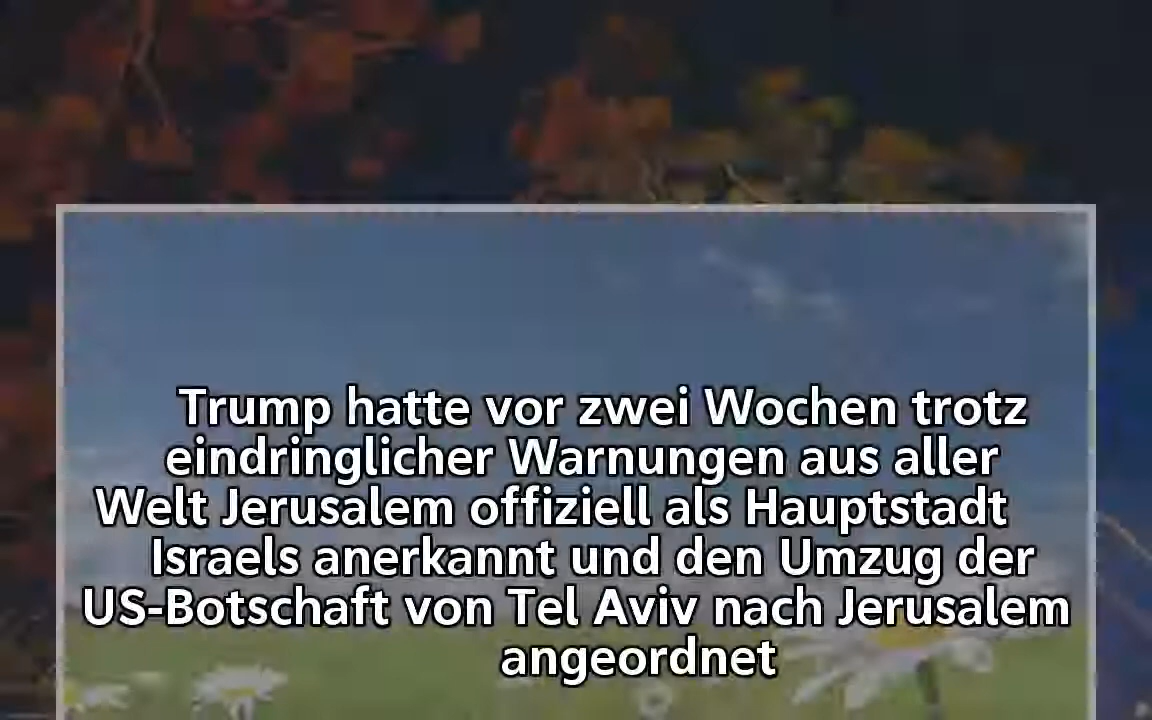 Trump hatte vor zwei Wochen trotz
eindringlicher Warnungen aus aller
Welt Jerusalem offiziell als Hauptstadt
Israels anerkannt und den Umzug der
US-Botschaft von Tel Aviv nach Jerusalem
angeordnet